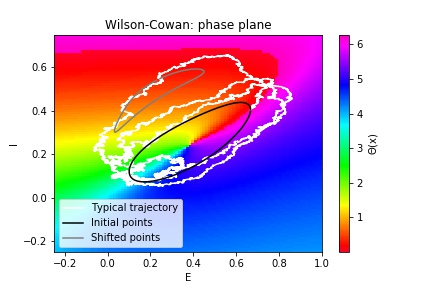 Wilson-Cowan: phase plane
I
0.6
0.4
0.2
0.0
−0.2
Typical trajectory
Initial points
Shifted points
−0.2 0.0 0.2 0.4 0.6 0.8 1.0
E
6
5
4
3
2
1
Θ(x)